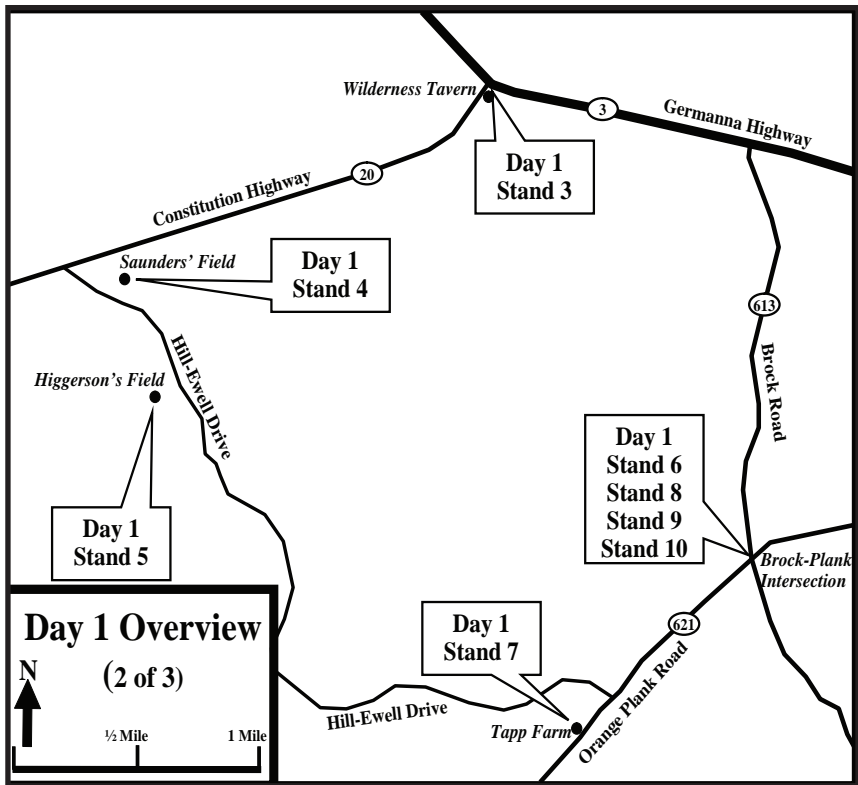 Wilderness Tavern
3
Germanna Highway
Day 1
Stand 3
20
Constitution Highway
Saunders’ Field
Day 1
Stand 4
613
Brock Road
Hill-Ewell Drive
Higgerson’s Field
Day 1
Stand 5
Day 1
Stand 6
Stand 8
Stand 9
Stand 10
Brock-Plank
Intersection
621
Day 1
Stand 7
Orange Plank Road
Hill-Ewell Drive
Tapp Farm
Day 1 Overview
(2 of 3)
N
½ Mile
1 Mile